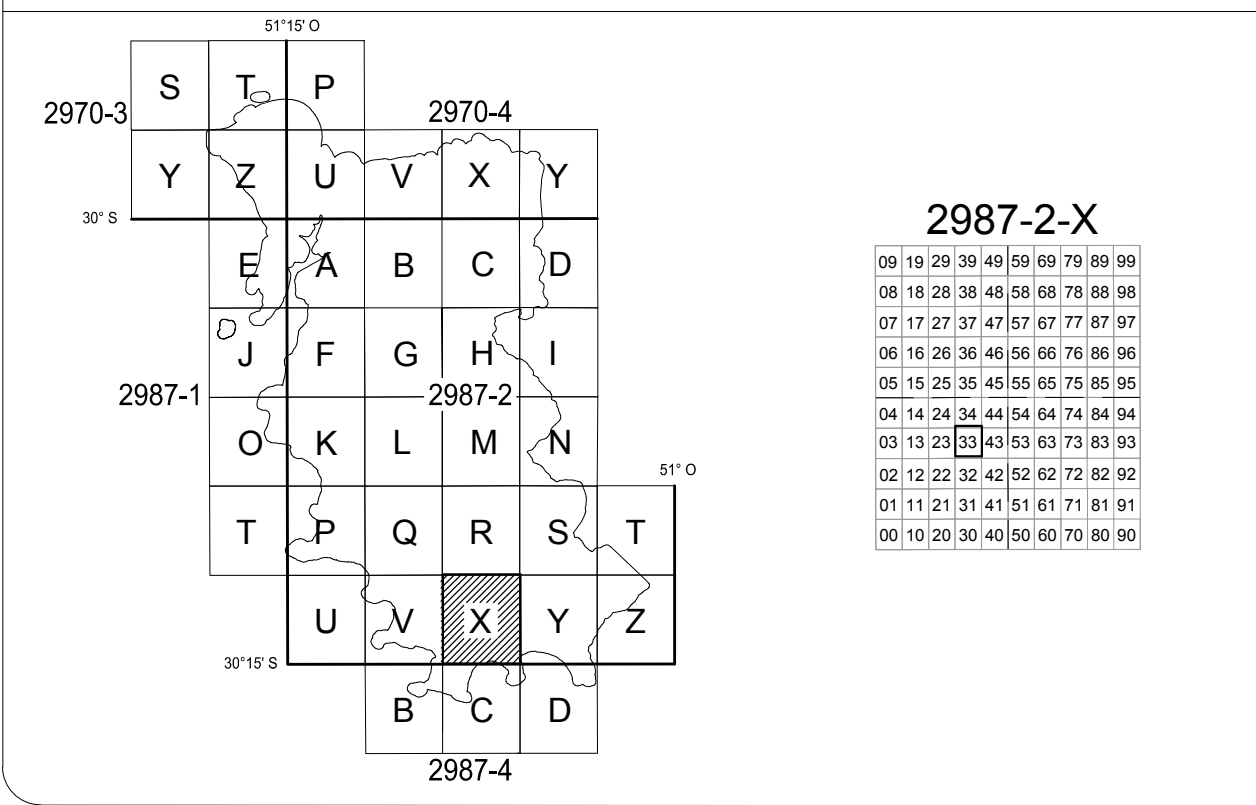 51°15' O
S T P
2970-3 2970-4
Y Z U V X Y
30° S
E A B C D
J F G H I
2987-1 2987-2
O K L M N
51° O
T P Q R S T
U V X Y Z
30°15' S
B C D
2987-4
2987-2-X
09 19 29 39 49 59 69 79 89 99
08 18 28 38 48 58 68 78 88 98
07 17 27 37 47 57 67 77 87 97
06 16 26 36 46 56 66 76 86 96
05 15 25 35 45 55 65 75 85 95
04 14 24 34 44 54 64 74 84 94
03 13 23 33 43 53 63 73 83 93
02 12 22 32 42 52 62 72 82 92
01 11 21 31 41 51 61 71 81 91
00 10 20 30 40 50 60 70 80 90